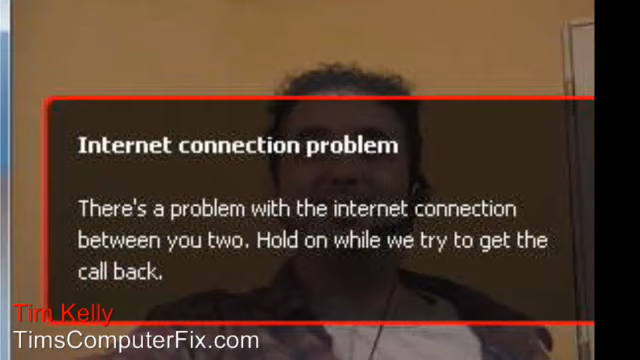 Internet connection problem
There's a problem with the internet connection
between you two. Hold on while we try to get the
call back.
Tim Kelly
TimsComputerFix.com